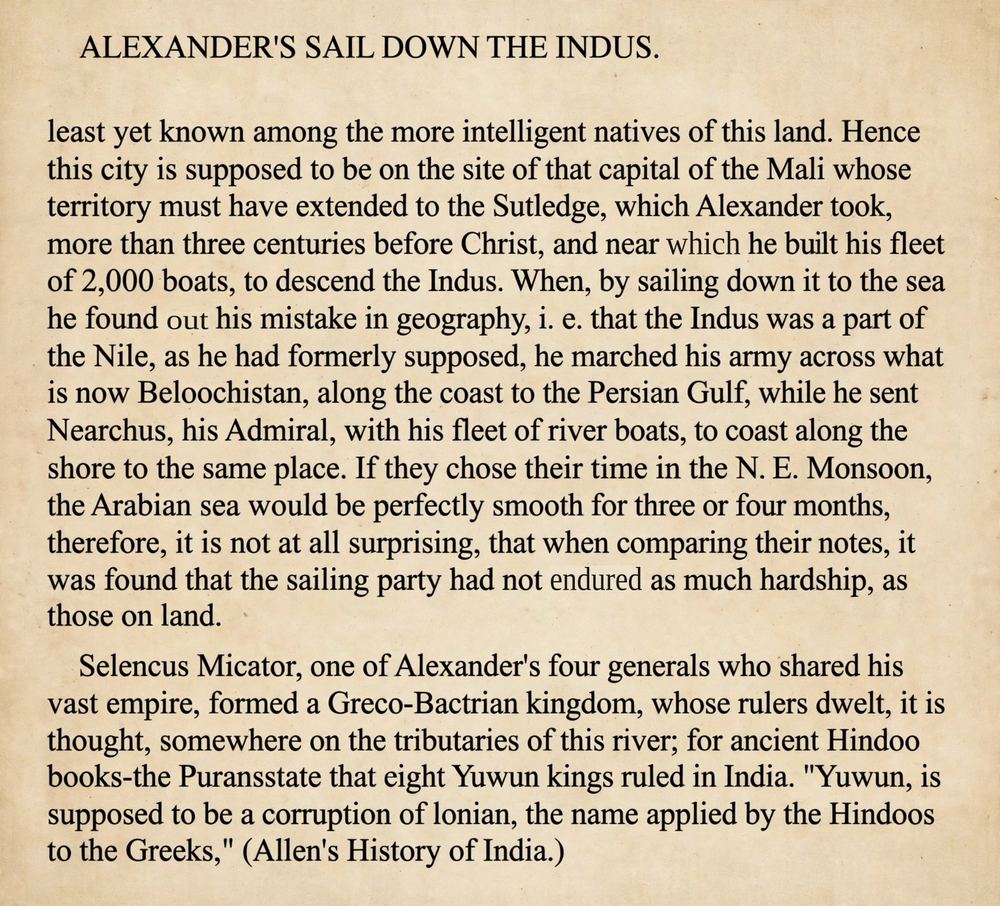 ALEXANDER'S SAIL DOWN THE INDUS.
least yet known among the more intelligent natives of this land. Hence
this city is supposed to be on the site of that capital of the Mali whose
territory must have extended to the Sutledge, which Alexander took,
more than three centuries before Christ, and near which he built his fleet
of 2,000 boats, to descend the Indus. When, by sailing down it to the sea
he found out his mistake in geography, i. e. that the Indus was a part of
the Nile, as he had formerly supposed, he marched his army across what
is now Beloochistan, along the coast to the Persian Gulf, while he sent
Nearchus, his Admiral, with his fleet of river boats, to coast along the
shore to the same place. If they chose their time in the N. E. Monsoon,
the Arabian sea would be perfectly smooth for three or four months,
therefore, it is not at all surprising, that when comparing their notes, it
was found that the sailing party had not endured as much hardship, as
those on land.
Selencus Micator, one of Alexander's four generals who shared his
vast empire, formed a Greco-Bactrian kingdom, whose rulers dwelt, it is
thought, somewhere on the tributaries of this river; for ancient Hindoo
books-the Puransstate that eight Yuwun kings ruled in India. "Yuwun, is
supposed to be a corruption of lonian, the name applied by the Hindoos
to the Greeks," (Allen's History of India.)